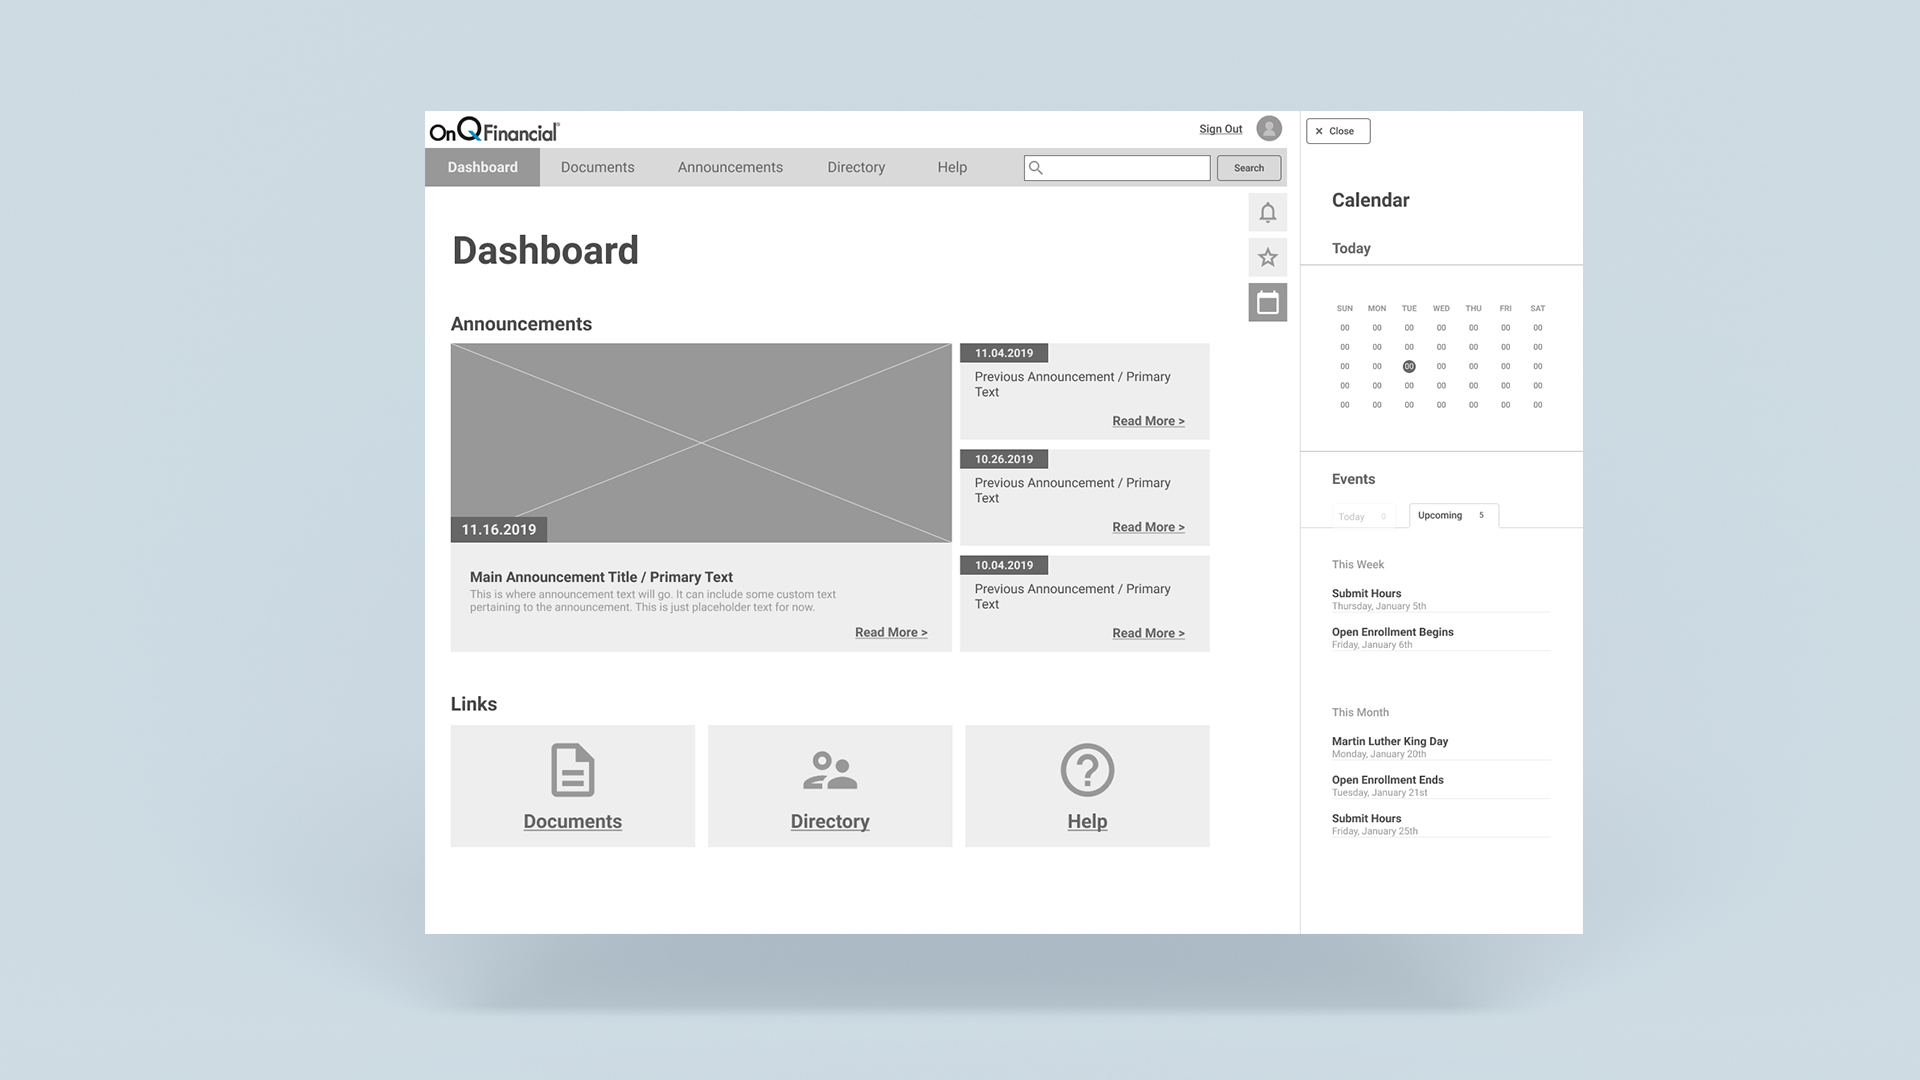 OnQFinancial®
Sign Out
Dashboard Documents Announcements Directory Help
Search
Dashboard
Announcements
11.16.2019
Main Announcement Title / Primary Text
This is where announcement text will go. It can include some custom text
pertaining to the announcement. This is just placeholder text for now.
Read More >
11.04.2019
Previous Announcement / Primary
Text
Read More >
10.26.2019
Previous Announcement / Primary
Text
Read More >
10.04.2019
Previous Announcement / Primary
Text
Read More >
Links
Documents
Directory
Help
× Close
Calendar
Today
SUN MON TUE WED THU FRI SAT
00 00 00 00 00 00 00
00 00 00 00 00 00 00
00 00 00 00 00 00 00
00 00 00 00 00 00 00
00 00 00 00 00 00 00
Events
Today 0 Upcoming 5
This Week
Submit Hours
Thursday, January 5th
Open Enrollment Begins
Friday, January 6th
This Month
Martin Luther King Day
Monday, January 20th
Open Enrollment Ends
Tuesday, January 21st
Submit Hours
Friday, January 25th